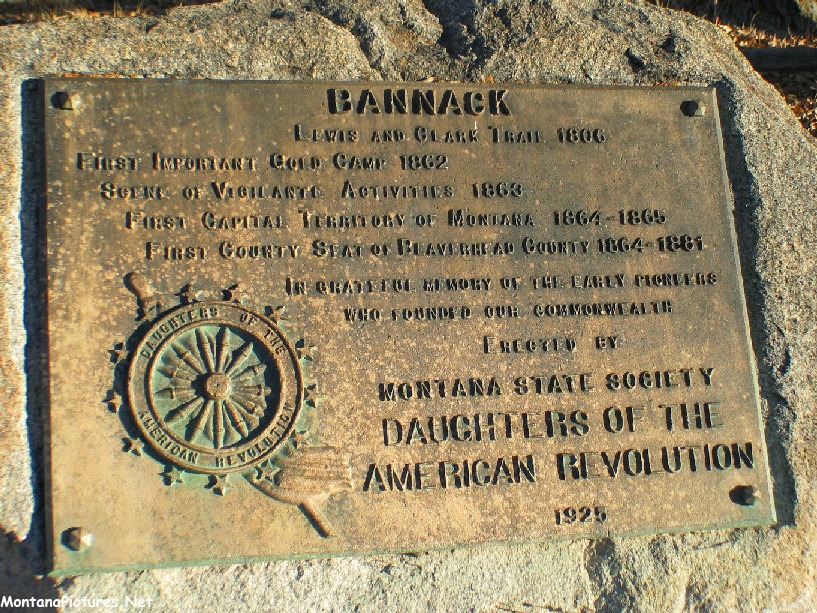 BANNACK
LEWIS AND CLARK TRAIL 1806
FIRST IMPORTANT GOLD CAMP 1862
SCENE OF VIGILANTE ACTIVITIES 1863
FIRST CAPITAL TERRITORY OF MONTANA 1864-1865
FIRST COUNTY SEAT OF BEAVERHEAD COUNTY 1864-1881
IN GRATEFUL MEMORY OF THE EARLY PIONEERS
WHO FOUNDED OUR COMMONWEALTH
ERECTED BY
MONTANA STATE SOCIETY
DAUGHTERS OF THE
AMERICAN REVOLUTION
1925
DAUGHTERS OF THE
AMERICAN REVOLUTION
MontanaPictures.Net